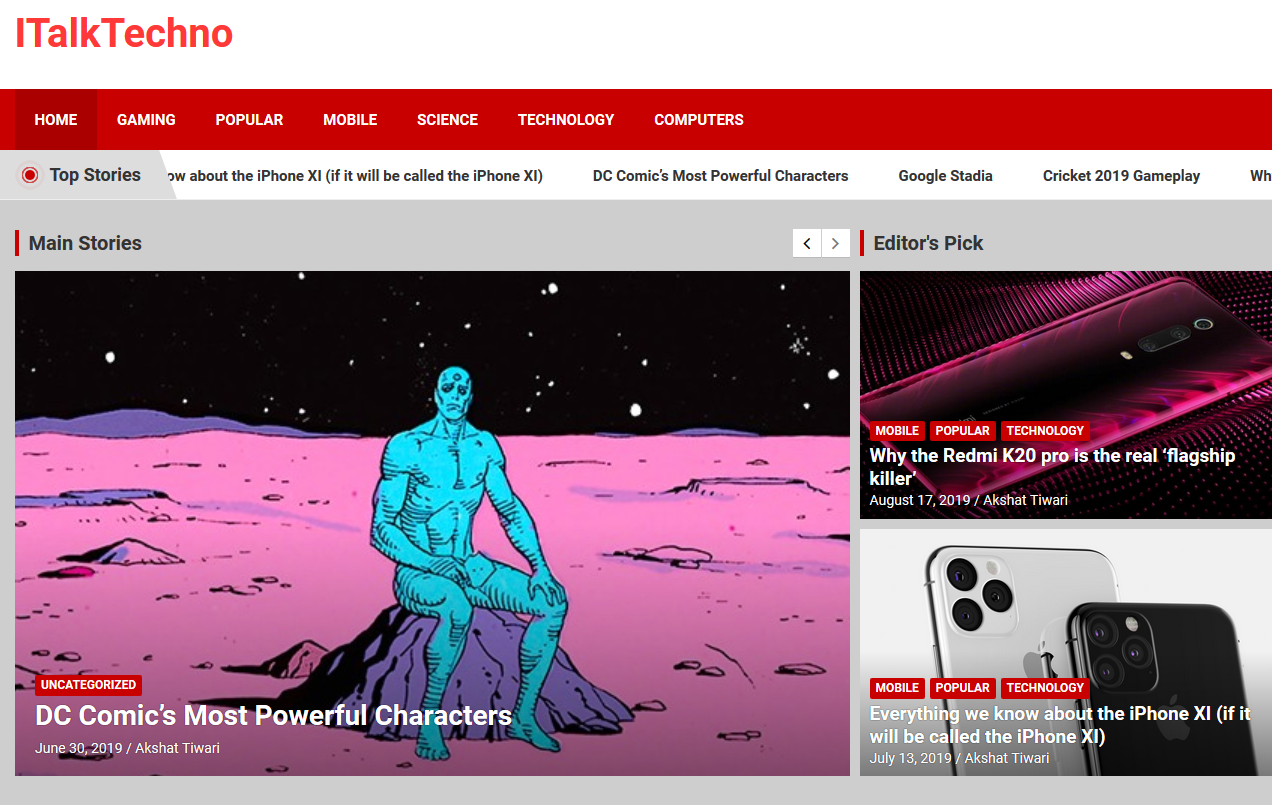 ITalkTechno
HOME GAMING POPULAR MOBILE SCIENCE TECHNOLOGY COMPUTERS
Top Stories ow about the iPhone XI (if it will be called the iPhone XI) DC Comic’s Most Powerful Characters Google Stadia Cricket 2019 Gameplay Wh
Main Stories
UNCATEGORIZED
DC Comic’s Most Powerful Characters
June 30, 2019 / Akshat Tiwari
Editor's Pick
MOBILE POPULAR TECHNOLOGY
Why the Redmi K20 pro is the real ‘flagship
killer’
August 17, 2019 / Akshat Tiwari
MOBILE POPULAR TECHNOLOGY
Everything we know about the iPhone XI (if it
will be called the iPhone XI)
July 13, 2019 / Akshat Tiwari